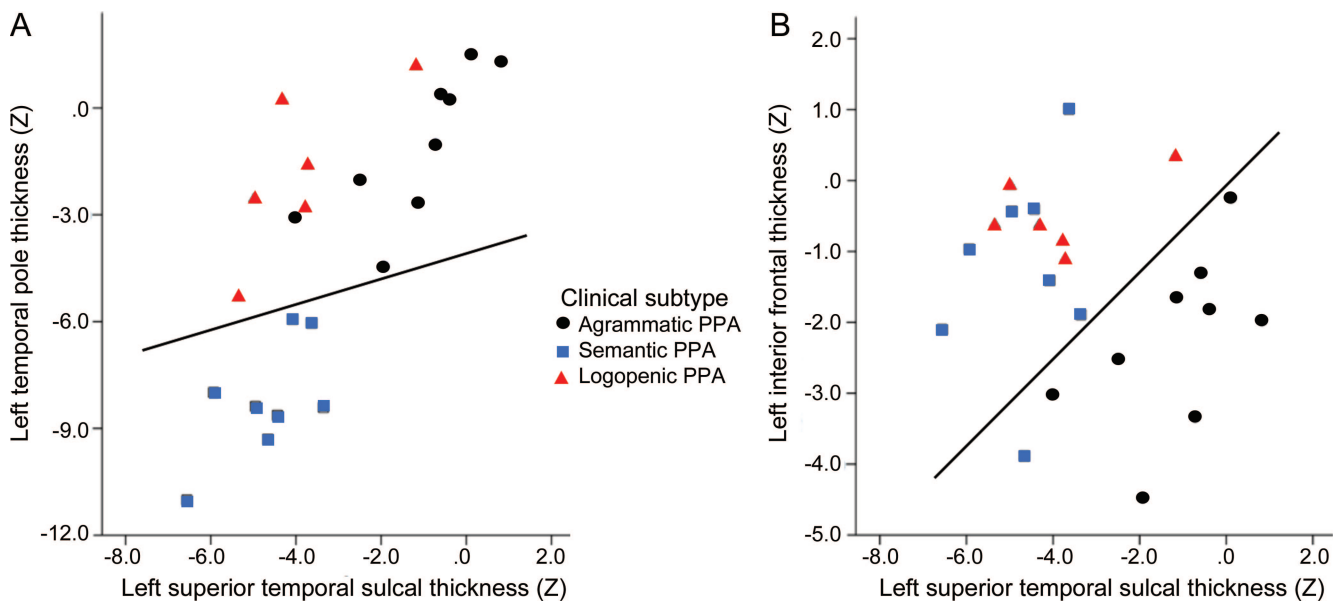 A
Left temporal pole thickness (Z)
.0
-3.0
-6.0
-9.0
-12.0
-8.0 -6.0 -4.0 -2.0 .0 2.0
Left superior temporal sulcal thickness (Z)
Clinical subtype
Agrammatic PPA
Semantic PPA
Logopenic PPA
B
Left interior frontal thickness (Z)
2.0
1.0
.0
-1.0
-2.0
-3.0
-4.0
-5.0
-8.0 -6.0 -4.0 -2.0 .0 2.0
Left superior temporal sulcal thickness (Z)